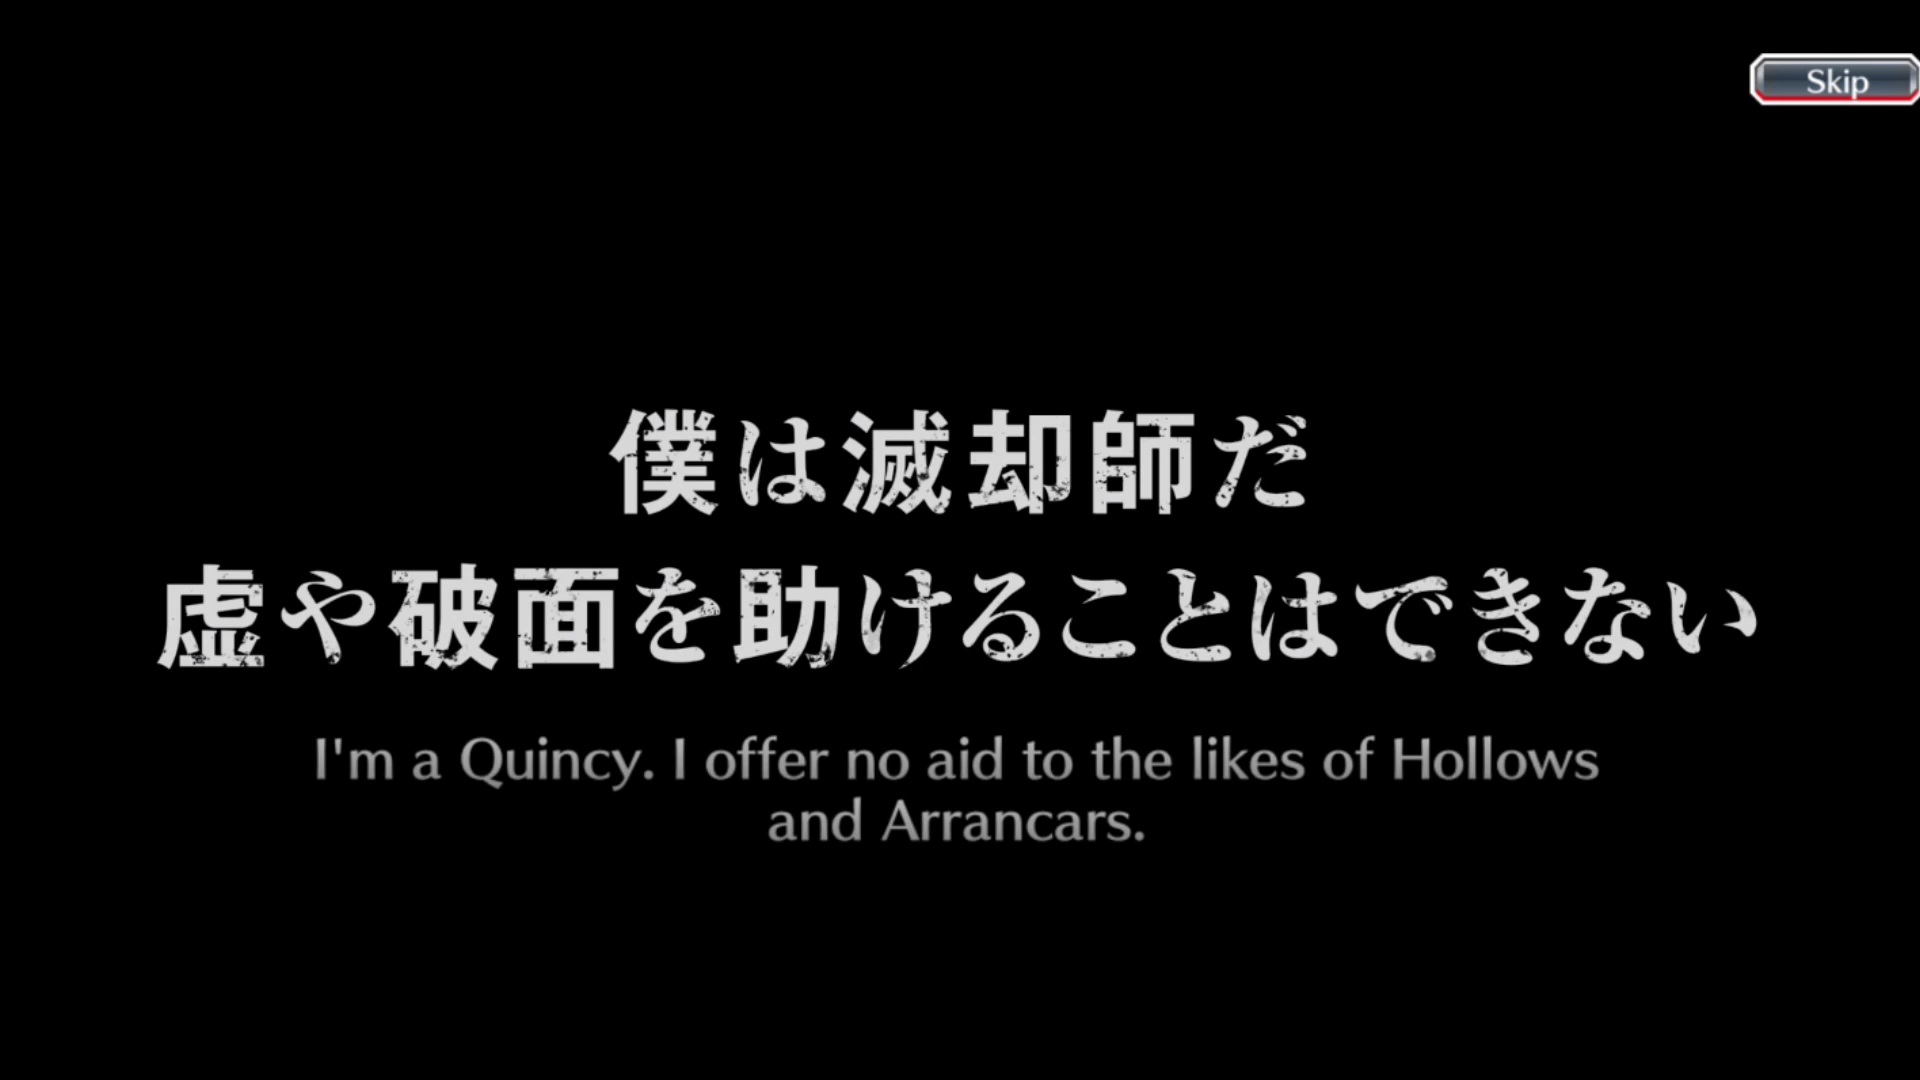 Skip
僕は滅却師だ
虚や破面を助けることはできない
I'm a Quincy. I offer no aid to the likes of Hollows
and Arrancars.